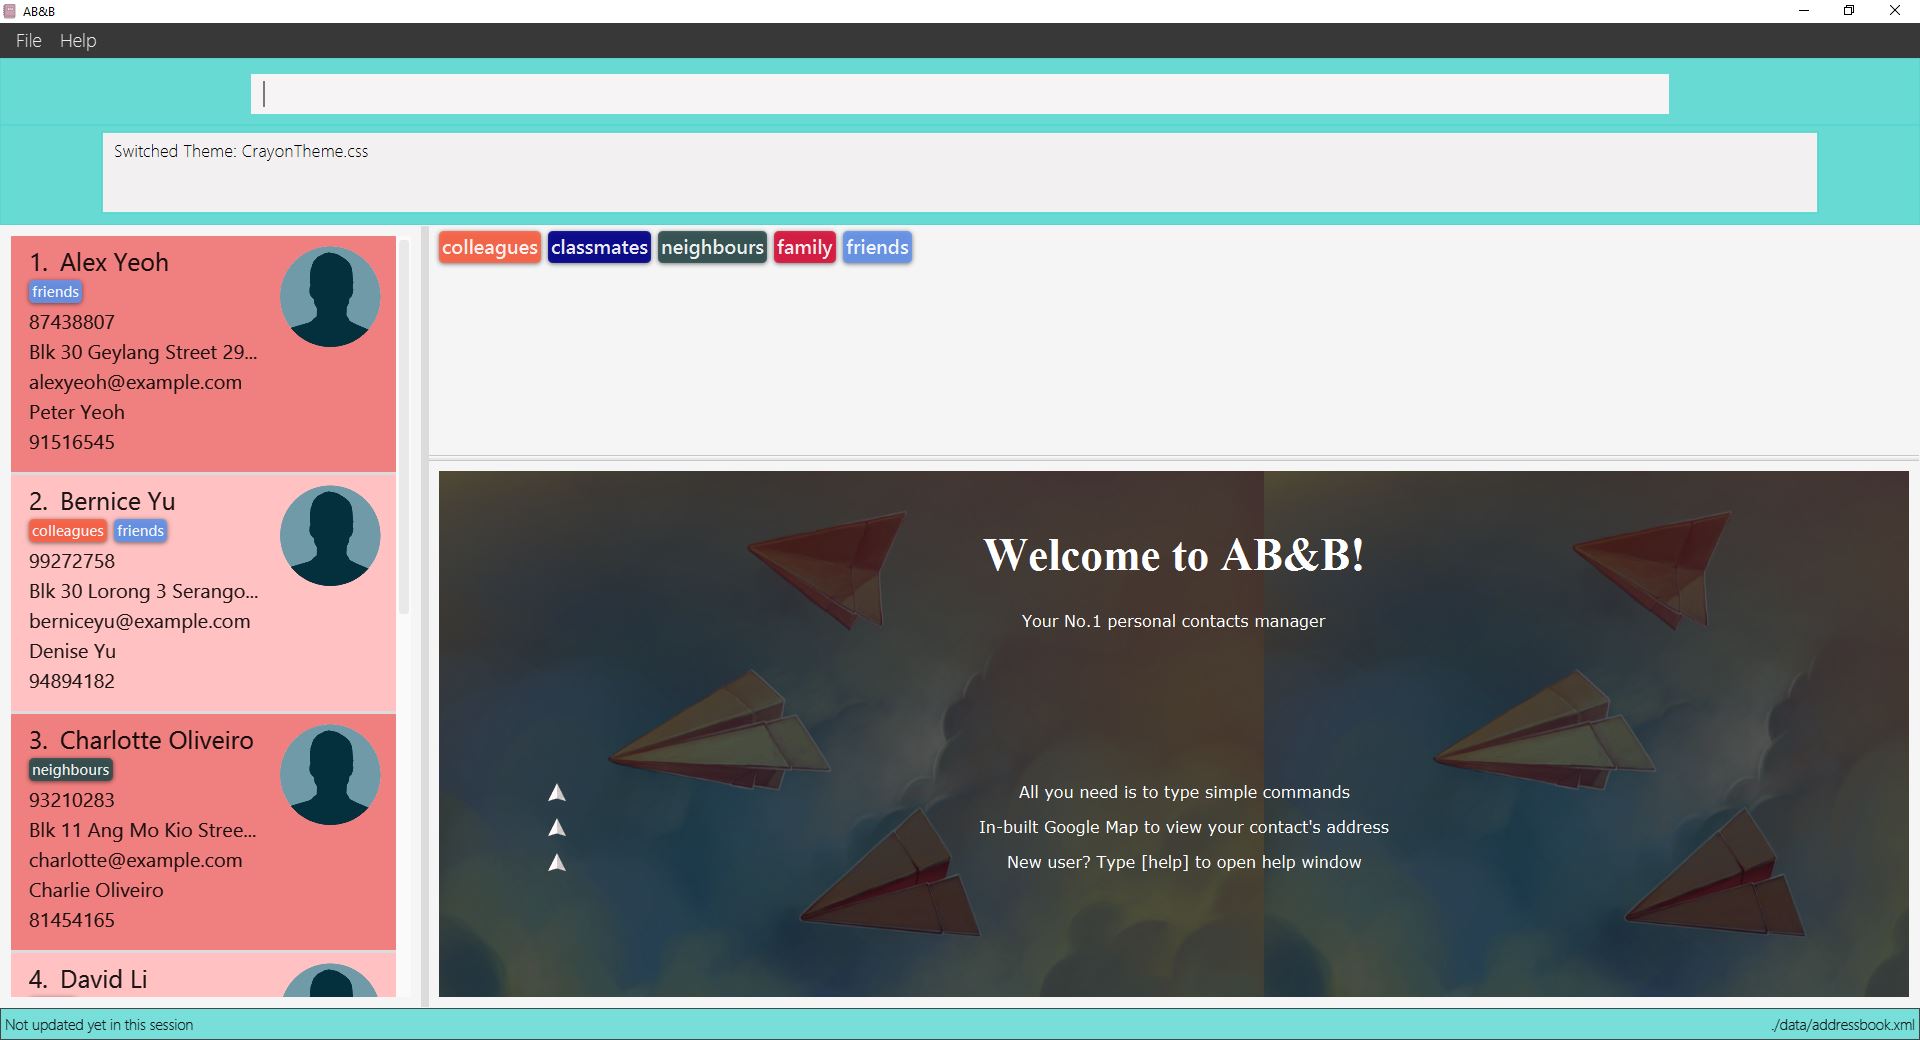 AB&B
File Help
Switched Theme: CrayonTheme.css
1. Alex Yeoh
friends
87438807
Blk 30 Geylang Street 29...
alexyeoh@example.com
Peter Yeoh
91516545
2. Bernice Yu
colleagues friends
99272758
Blk 30 Lorong 3 Serango...
berniceyu@example.com
Denise Yu
94894182
3. Charlotte Oliveiro
neighbours
93210283
Blk 11 Ang Mo Kio Stree...
charlotte@example.com
Charlie Oliveiro
81454165
4. David Li
colleagues classmates neighbours family friends
Welcome to AB&B!
Your No.1 personal contacts manager
All you need is to type simple commands
In-built Google Map to view your contact's address
New user? Type [help] to open help window
Not updated yet in this session
./data/addressbook.xml